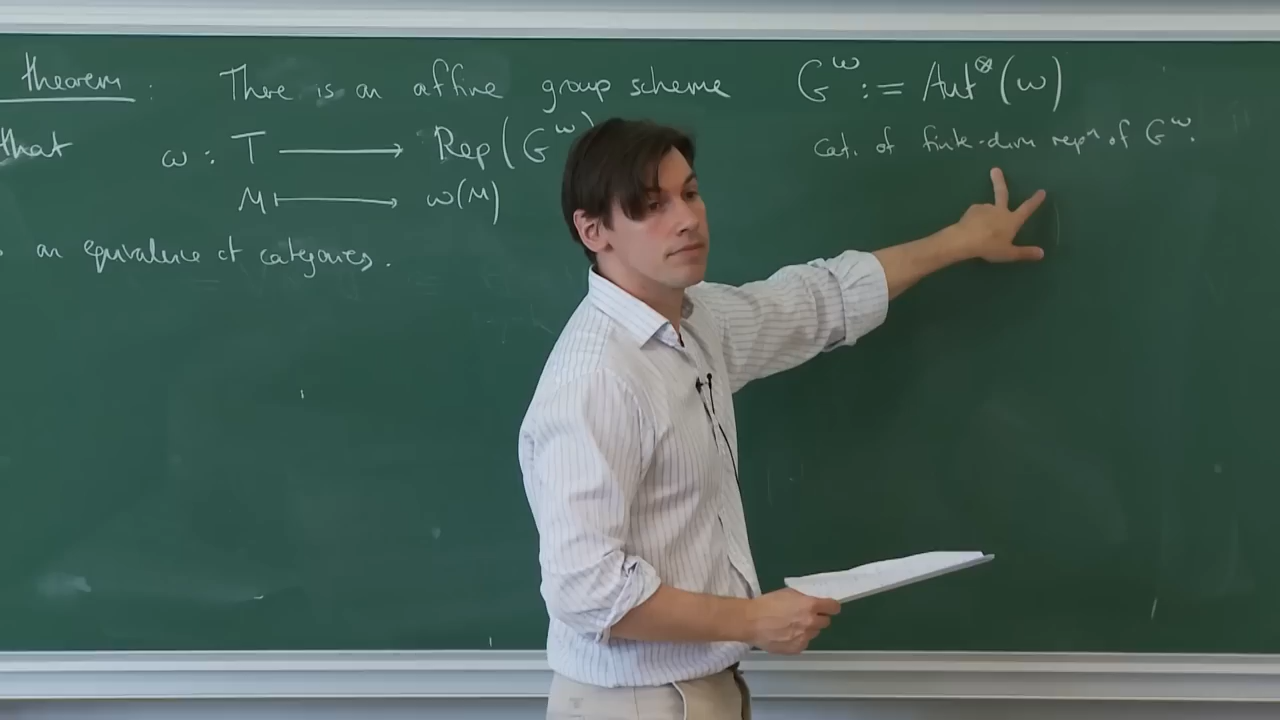 theorem : There is an affine group scheme G^ω := Aut^⊗(ω)
that ω : T ⟶ Rep(G^ω) cat. of finite-dim repⁿ of G^ω.
M ⟼ ω(M)
an equivalence of categories.